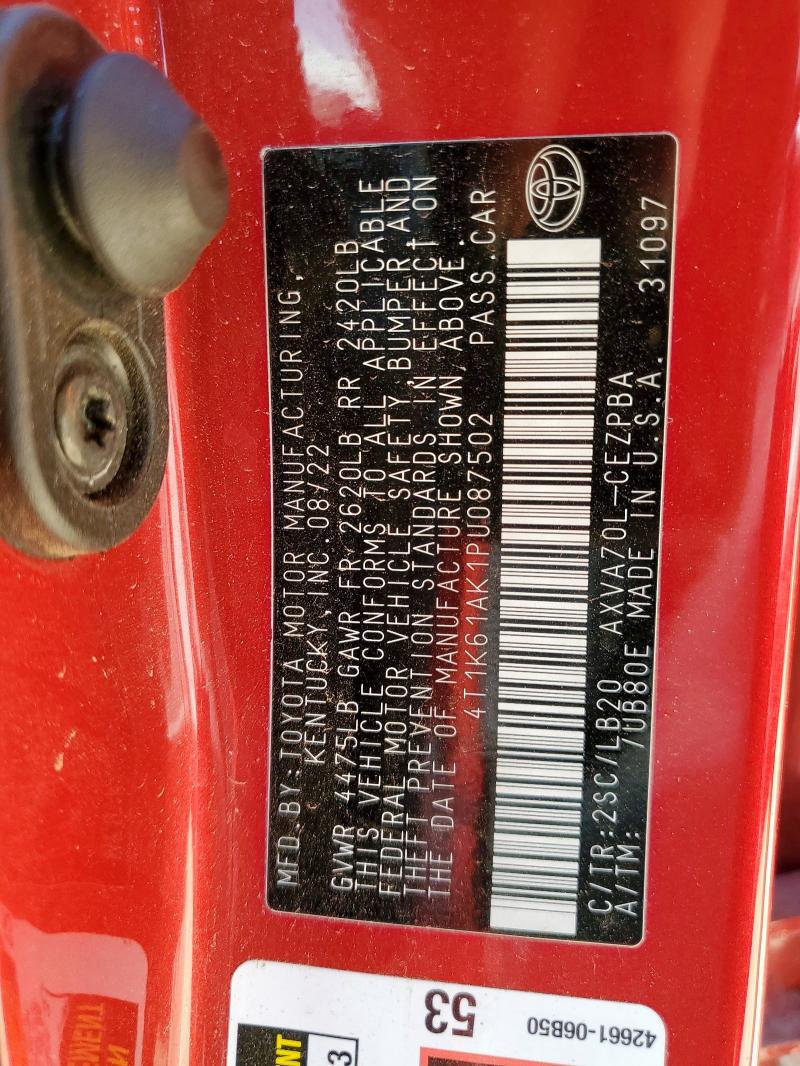 MFD.BY:TOYOTA MOTOR MANUFACTURING,
KENTUCKY,INC.08/22
GVWR 4475LB GAWR FR 2620LB RR 2420LB
THIS VEHICLE CONFORMS TO ALL APPLICABLE
FEDERAL MOTOR VEHICLE SAFETY,BUMPER,AND
THEFT PREVENTION STANDARDS IN EFFECT ON
THE DATE OF MANUFACTURE SHOWN ABOVE.
4T1K61AK1PU087502 PASS.CAR
C/TR:2SC/LB20 AXVA70L-CEZPBA
A/TM: /UB80E MADE IN U.S.A. 31097
53
42661-06B50
3